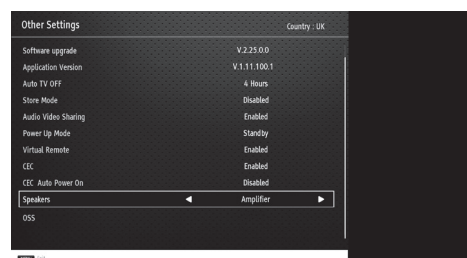 Other Settings Country : UK
Software upgrade V.2.25.0.0
Application Version V.1.11.100.1
Auto TV OFF 4 Hours
Store Mode Disabled
Audio Video Sharing Enabled
Power Up Mode Standby
Virtual Remote Enabled
CEC Enabled
CEC Auto Power On Disabled
Speakers Amplifier
OSS